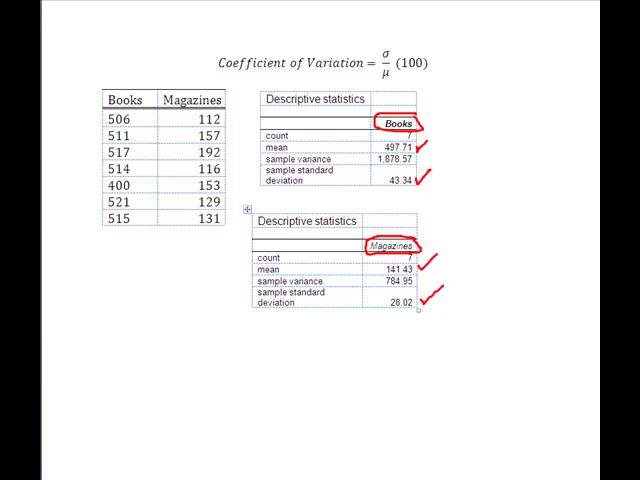 Coefficient of Variation = σ/μ (100)
Books Magazines
506 112
511 157
517 192
514 116
400 153
521 129
515 131
Descriptive statistics
Books
count 7
mean 497.71
sample variance 1,878.57
sample standard
deviation 43.34
Descriptive statistics
Magazines
count 7
mean 141.43
sample variance 784.95
sample standard
deviation 28.02